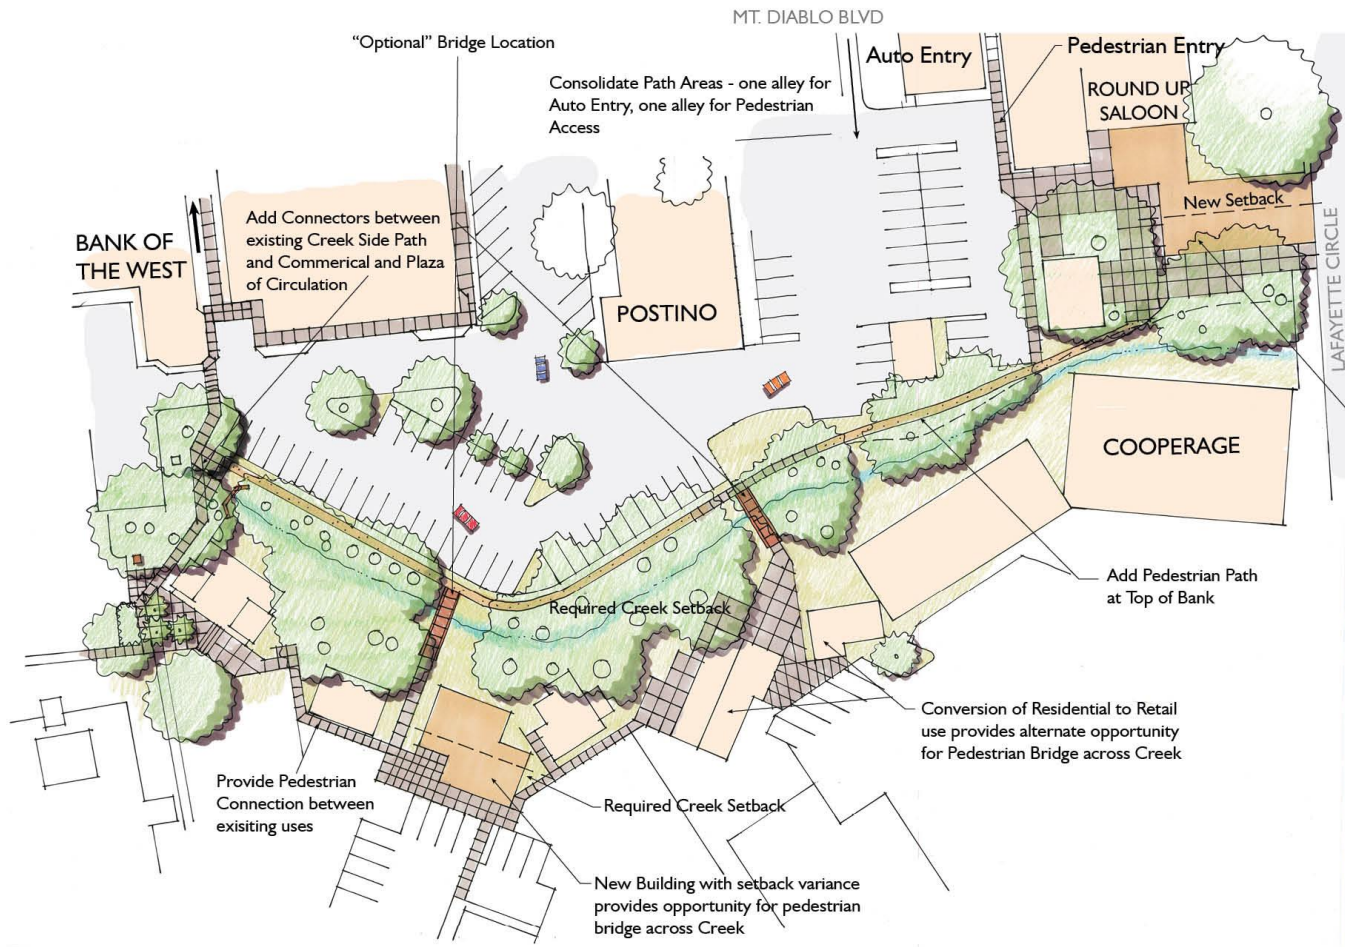 MT. DIABLO BLVD
"Optional" Bridge Location
Auto Entry
Pedestrian Entry
Consolidate Path Areas - one alley for
Auto Entry, one alley for Pedestrian
Access
ROUND UP
SALOON
New Setback
LAFAYETTE CIRCLE
BANK OF
THE WEST
Add Connectors between
existing Creek Side Path
and Commerical and Plaza
of Circulation
POSTINO
COOPERAGE
Add Pedestrian Path
at Top of Bank
Required Creek Setback
Conversion of Residential to Retail
use provides alternate opportunity
for Pedestrian Bridge across Creek
Provide Pedestrian
Connection between
exisiting uses
Required Creek Setback
New Building with setback variance
provides opportunity for pedestrian
bridge across Creek